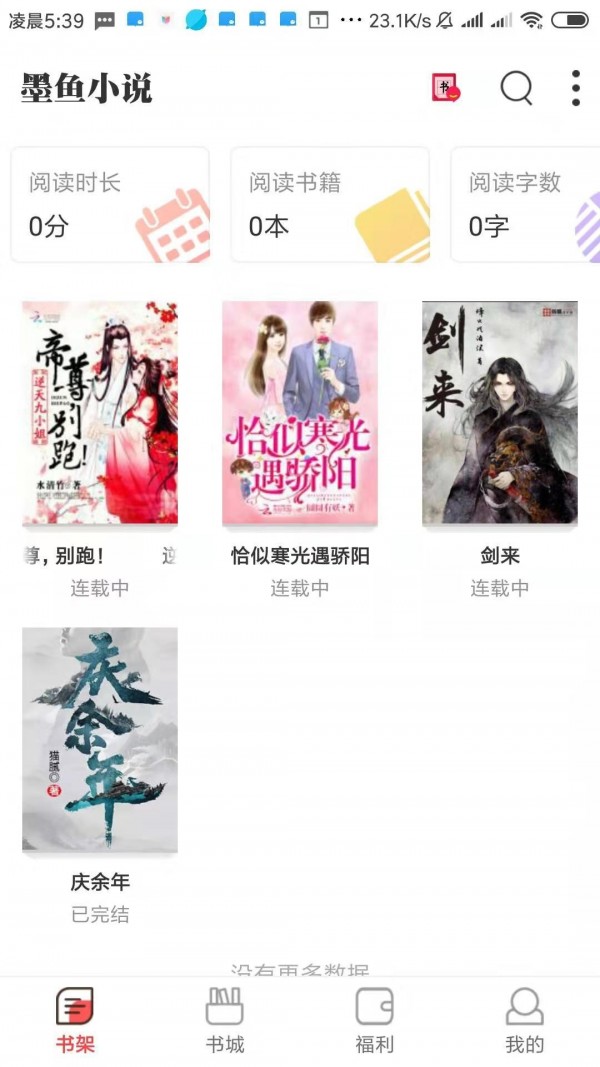 凌晨5:39
1
23.1K/s
墨鱼小说
书
阅读时长
0分
阅读书籍
0本
阅读字数
0字
帝尊,别跑!
逆天九小姐
水清竹 著
恰似寒光遇骄阳
囧囧有妖·著
剑来
烽火戏诸侯 著
尊,别跑!
逆
连载中
恰似寒光遇骄阳
连载中
剑来
连载中
庆余年
猫腻◎著
庆余年
已完结
没有更多数据
书架
书城
福利
我的